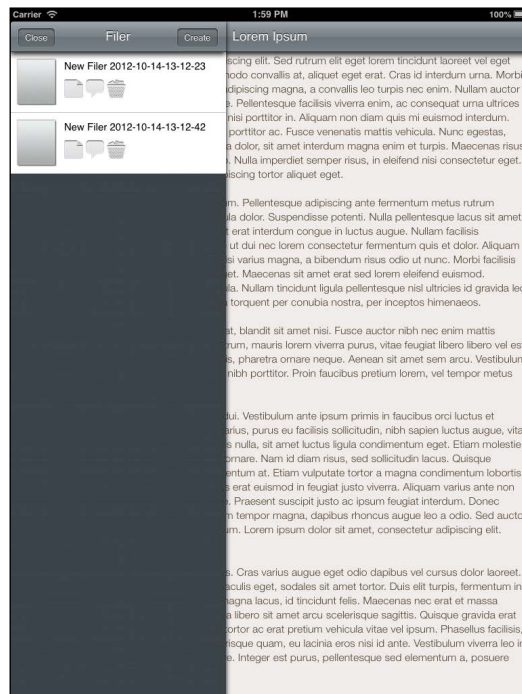 Carrier
1:59 PM
100%
Close
Filer
Create
Lorem Ipsum
New Filer 2012-10-14-13-12-23
New Filer 2012-10-14-13-12-42
scing elit. Sed rutrum elit eget lorem tincidunt laoreet vel eget
modo convallis at, aliquet eget erat. Cras id interdum urna. Morbi
adipiscing magna, a convallis leo turpis nec enim. Nullam auctor
e. Pellentesque facilisis viverra enim, ac consequat urna ultrices
nisi porttitor in. Aliquam non diam quis mi euismod interdum.
porttitor ac. Fusce venenatis mattis vehicula. Nunc egestas,
a dolor, sit amet interdum magna enim et turpis. Maecenas risus
. Nulla imperdiet semper risus, in eleifend nisi consectetur eget.
iscing tortor aliquet eget.
m. Pellentesque adipiscing ante fermentum metus rutrum
ula dolor. Suspendisse potenti. Nulla pellentesque lacus sit amet
t erat interdum congue in luctus augue. Nullam facilisis
ut dui nec lorem consectetur fermentum quis et dolor. Aliquam
si varius magna, a bibendum risus odio ut nunc. Morbi facilisis
et. Maecenas sit amet erat sed lorem eleifend euismod.
la. Nullam tincidunt ligula pellentesque nisl ultricies id gravida leo
torquent per conubia nostra, per inceptos himenaeos.
at, blandit sit amet nisi. Fusce auctor nibh nec enim mattis
rum, mauris lorem viverra purus, vitae feugiat libero libero vel est
s, pharetra ornare neque. Aenean sit amet sem arcu. Vestibulum
nibh porttitor. Proin faucibus pretium lorem, vel tempor metus
dui. Vestibulum ante ipsum primis in faucibus orci luctus et
arius, purus eu facilisis sollicitudin, nibh sapien luctus augue, vita
s nulla, sit amet luctus ligula condimentum eget. Etiam molestie
ornare. Nam id diam risus, sed sollicitudin lacus. Quisque
entum at. Etiam vulputate tortor a magna condimentum lobortis
s erat euismod in feugiat justo viverra. Aliquam varius ante non
. Praesent suscipit justo ac ipsum feugiat interdum. Donec
m tempor magna, dapibus rhoncus augue leo a odio. Sed aucto
um. Lorem ipsum dolor sit amet, consectetur adipiscing elit.
s. Cras varius augue eget odio dapibus vel cursus dolor laoreet.
aculis eget, sodales sit amet tortor. Duis elit turpis, fermentum in
magna lacus, id tincidunt felis. Maecenas nec erat et massa
a libero sit amet arcu scelerisque sagittis. Quisque gravida erat
tortor ac erat pretium vehicula vitae vel ipsum. Phasellus facilisis,
risque quam, eu lacinia eros nisi id ante. Vestibulum viverra leo in
e. Integer est purus, pellentesque sed elementum a, posuere